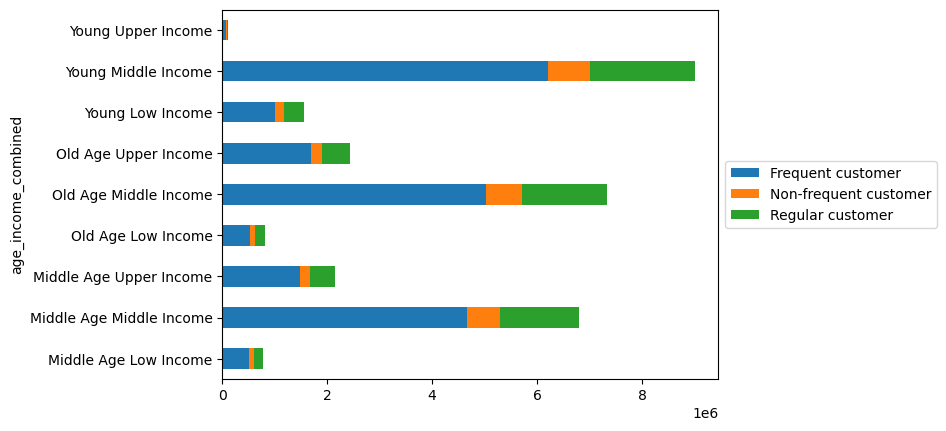 age_income_combined
Young Upper Income
Young Middle Income
Young Low Income
Old Age Upper Income
Old Age Middle Income
Old Age Low Income
Middle Age Upper Income
Middle Age Middle Income
Middle Age Low Income
0 2 4 6 8
1e6
Frequent customer
Non-frequent customer
Regular customer